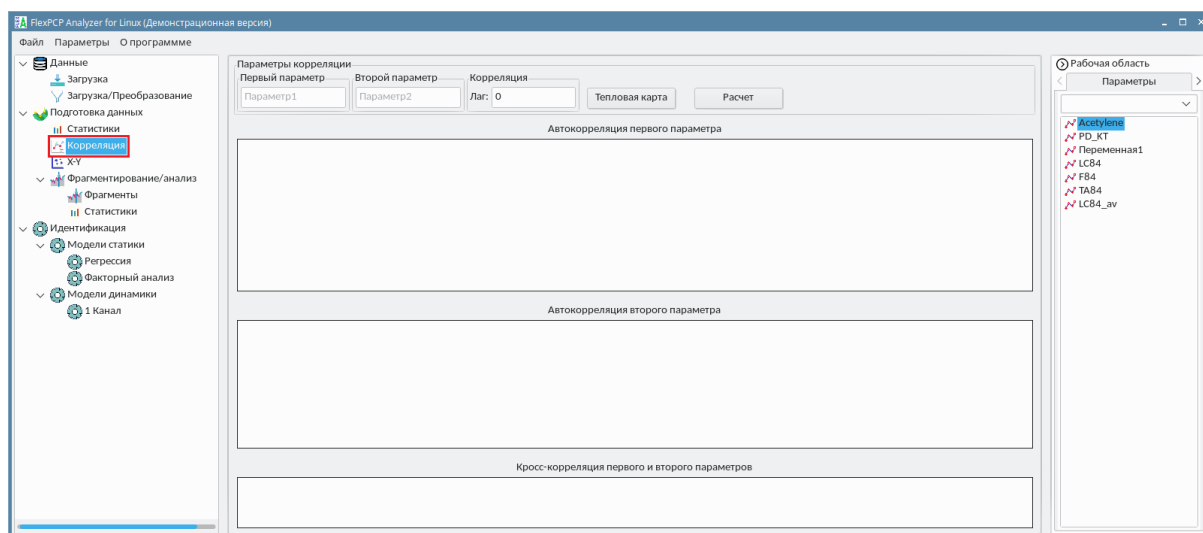 FlexPCP Analyzer for Linux (Демонстрационная версия)
Файл Параметры О программме
Данные
Загрузка
Загрузка/Преобразование
Подготовка данных
Статистики
Корреляция
X-Y
Фрагментирование/анализ
Фрагменты
Статистики
Идентификация
Модели статики
Регрессия
Факторный анализ
Модели динамики
1 Канал
Параметры корреляции
Первый параметр Второй параметр Корреляция
Параметр1 Параметр2 Лаг: 0 Тепловая карта Расчет
Автокорреляция первого параметра
Автокорреляция второго параметра
Кросс-корреляция первого и второго параметров
Рабочая область
Параметры
Acetylene
PD_KT
Переменная1
LC84
F84
TA84
LC84_av